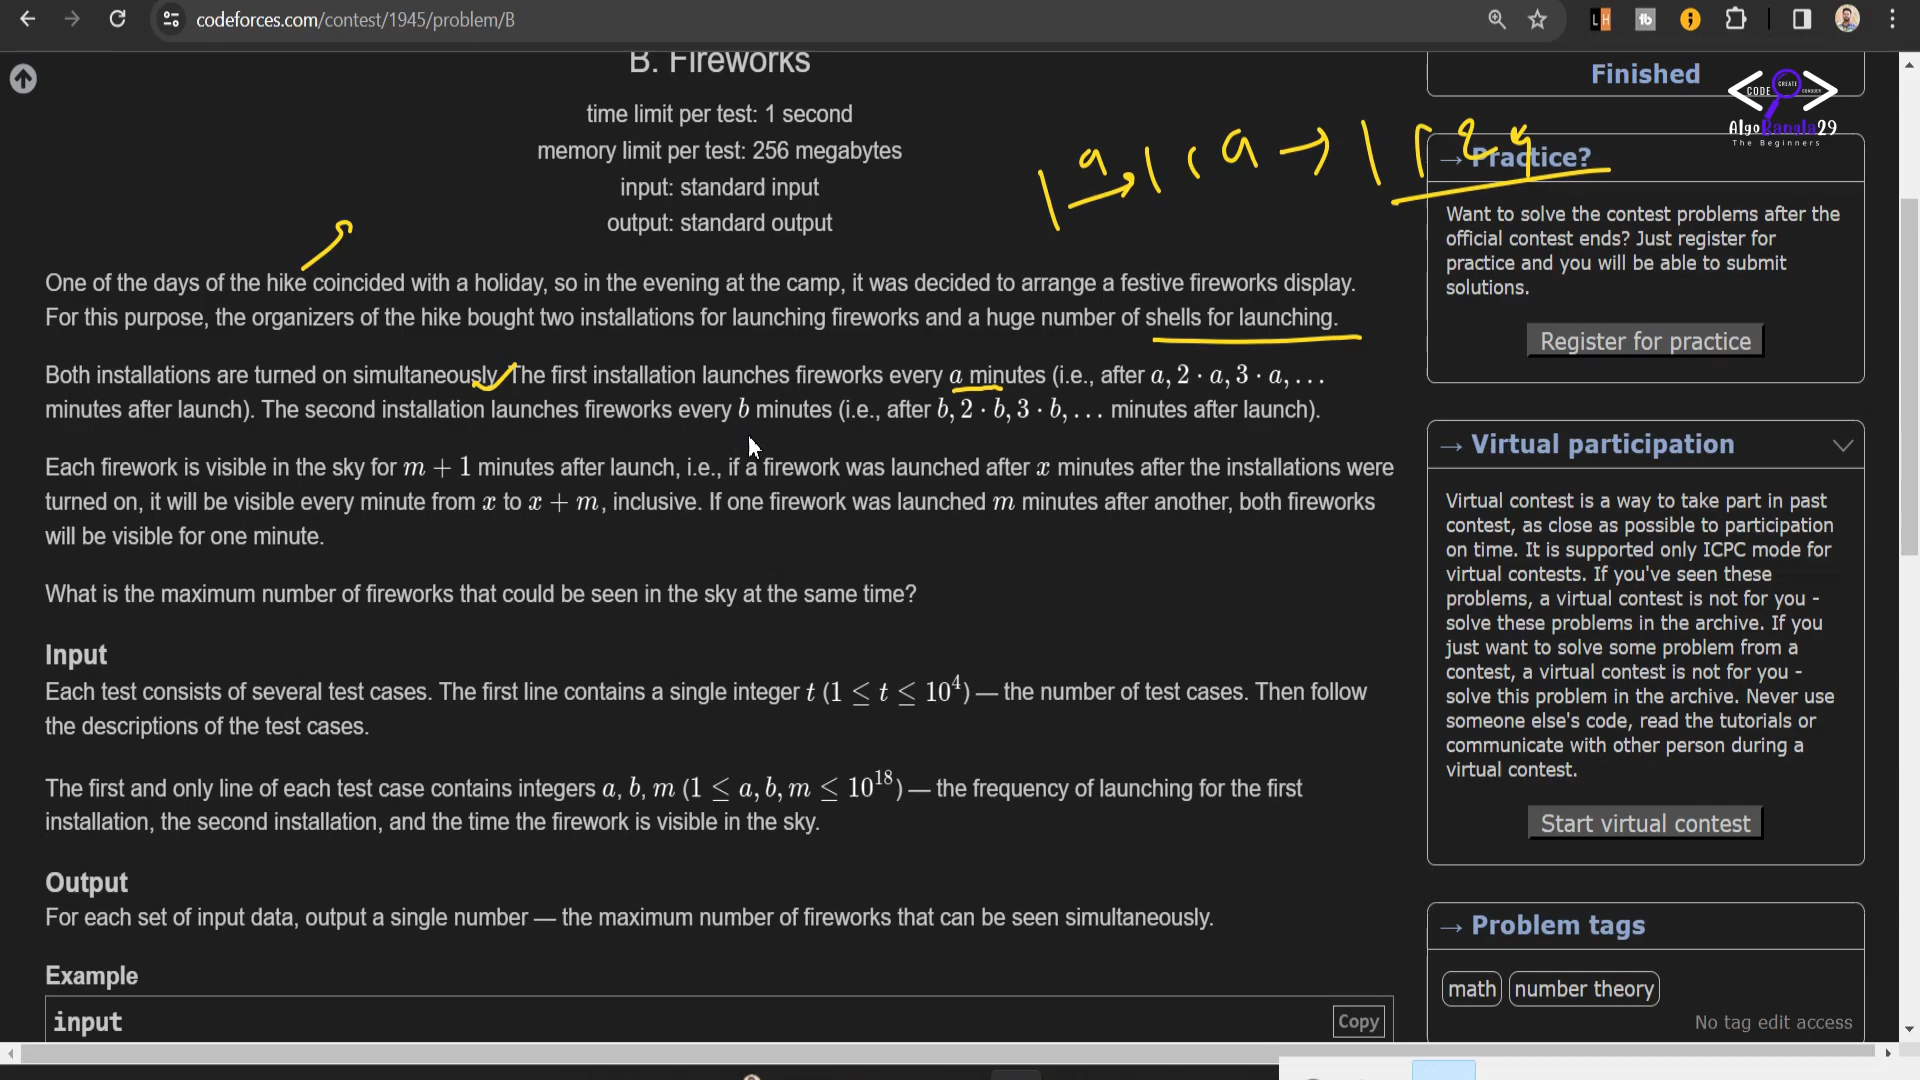 codeforces.com/contest/1945/problem/B
B. Fireworks
time limit per test: 1 second
memory limit per test: 256 megabytes
input: standard input
output: standard output
One of the days of the hike coincided with a holiday, so in the evening at the camp, it was decided to arrange a festive fireworks display.
For this purpose, the organizers of the hike bought two installations for launching fireworks and a huge number of shells for launching.
Both installations are turned on simultaneously. The first installation launches fireworks every a minutes (i.e., after a, 2 · a, 3 · a, ...
minutes after launch). The second installation launches fireworks every b minutes (i.e., after b, 2 · b, 3 · b, ... minutes after launch).
Each firework is visible in the sky for m + 1 minutes after launch, i.e., if a firework was launched after x minutes after the installations were
turned on, it will be visible every minute from x to x + m, inclusive. If one firework was launched m minutes after another, both fireworks
will be visible for one minute.
What is the maximum number of fireworks that could be seen in the sky at the same time?
Input
Each test consists of several test cases. The first line contains a single integer t (1 ≤ t ≤ 10^4) — the number of test cases. Then follow
the descriptions of the test cases.
The first and only line of each test case contains integers a, b, m (1 ≤ a, b, m ≤ 10^18) — the frequency of launching for the first
installation, the second installation, and the time the firework is visible in the sky.
Output
For each set of input data, output a single number — the maximum number of fireworks that can be seen simultaneously.
Example
input
Copy
Finished
CODE CREATE CONQUER
AlgoBangla29
The Beginners
a
a →
→ Practice?
Want to solve the contest problems after the
official contest ends? Just register for
practice and you will be able to submit
solutions.
Register for practice
→ Virtual participation
Virtual contest is a way to take part in past
contest, as close as possible to participation
on time. It is supported only ICPC mode for
virtual contests. If you've seen these
problems, a virtual contest is not for you -
solve these problems in the archive. If you
just want to solve some problem from a
contest, a virtual contest is not for you -
solve this problem in the archive. Never use
someone else's code, read the tutorials or
communicate with other person during a
virtual contest.
Start virtual contest
→ Problem tags
math
number theory
No tag edit access